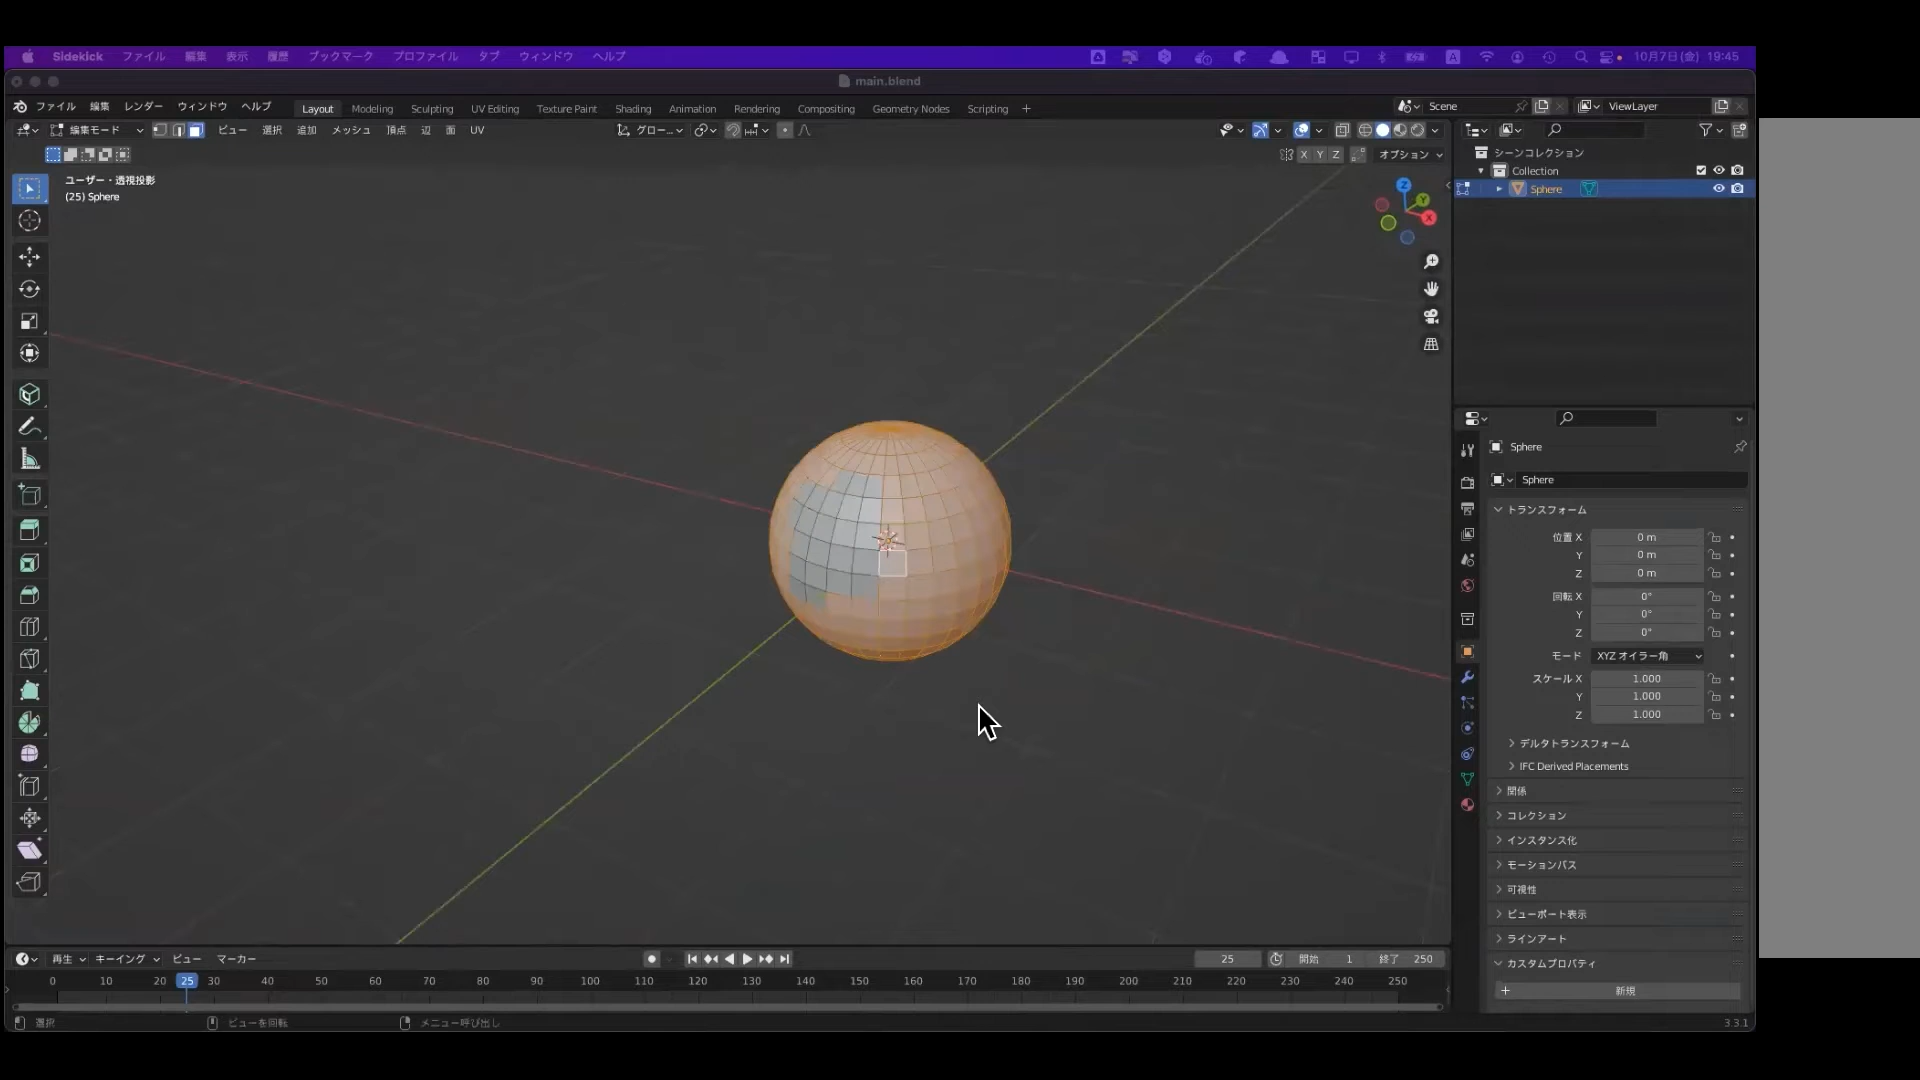 Sidekick ファイル 編集 表示 履歴 ブックマーク プロファイル タブ ウィンドウ ヘルプ A 10月7日(金) 19:45
main.blend
ファイル 編集 レンダー ウィンドウ ヘルプ Layout Modeling Sculpting UV Editing Texture Paint Shading Animation Rendering Compositing Geometry Nodes Scripting + Scene ViewLayer
編集モード ビュー 選択 追加 メッシュ 頂点 辺 面 UV グロー...
X Y Z オプション
シーンコレクション
Collection
Sphere
ユーザー・透視投影
(25) Sphere
Z
Y
X
Sphere
Sphere
トランスフォーム
位置 X 0 m
Y 0 m
Z 0 m
回転 X 0°
Y 0°
Z 0°
モード XYZ オイラー角
スケール X 1.000
Y 1.000
Z 1.000
デルタトランスフォーム
IFC Derived Placements
関係
コレクション
インスタンス化
モーションパス
可視性
ビューポート表示
ラインアート
カスタムプロパティ
新規
再生 キーイング ビュー マーカー 25 開始 1 終了 250
0 10 20 25 30 40 50 60 70 80 90 100 110 120 130 140 150 160 170 180 190 200 210 220 230 240 250
選択 ビューを回転 メニュー呼び出し 3.3.1